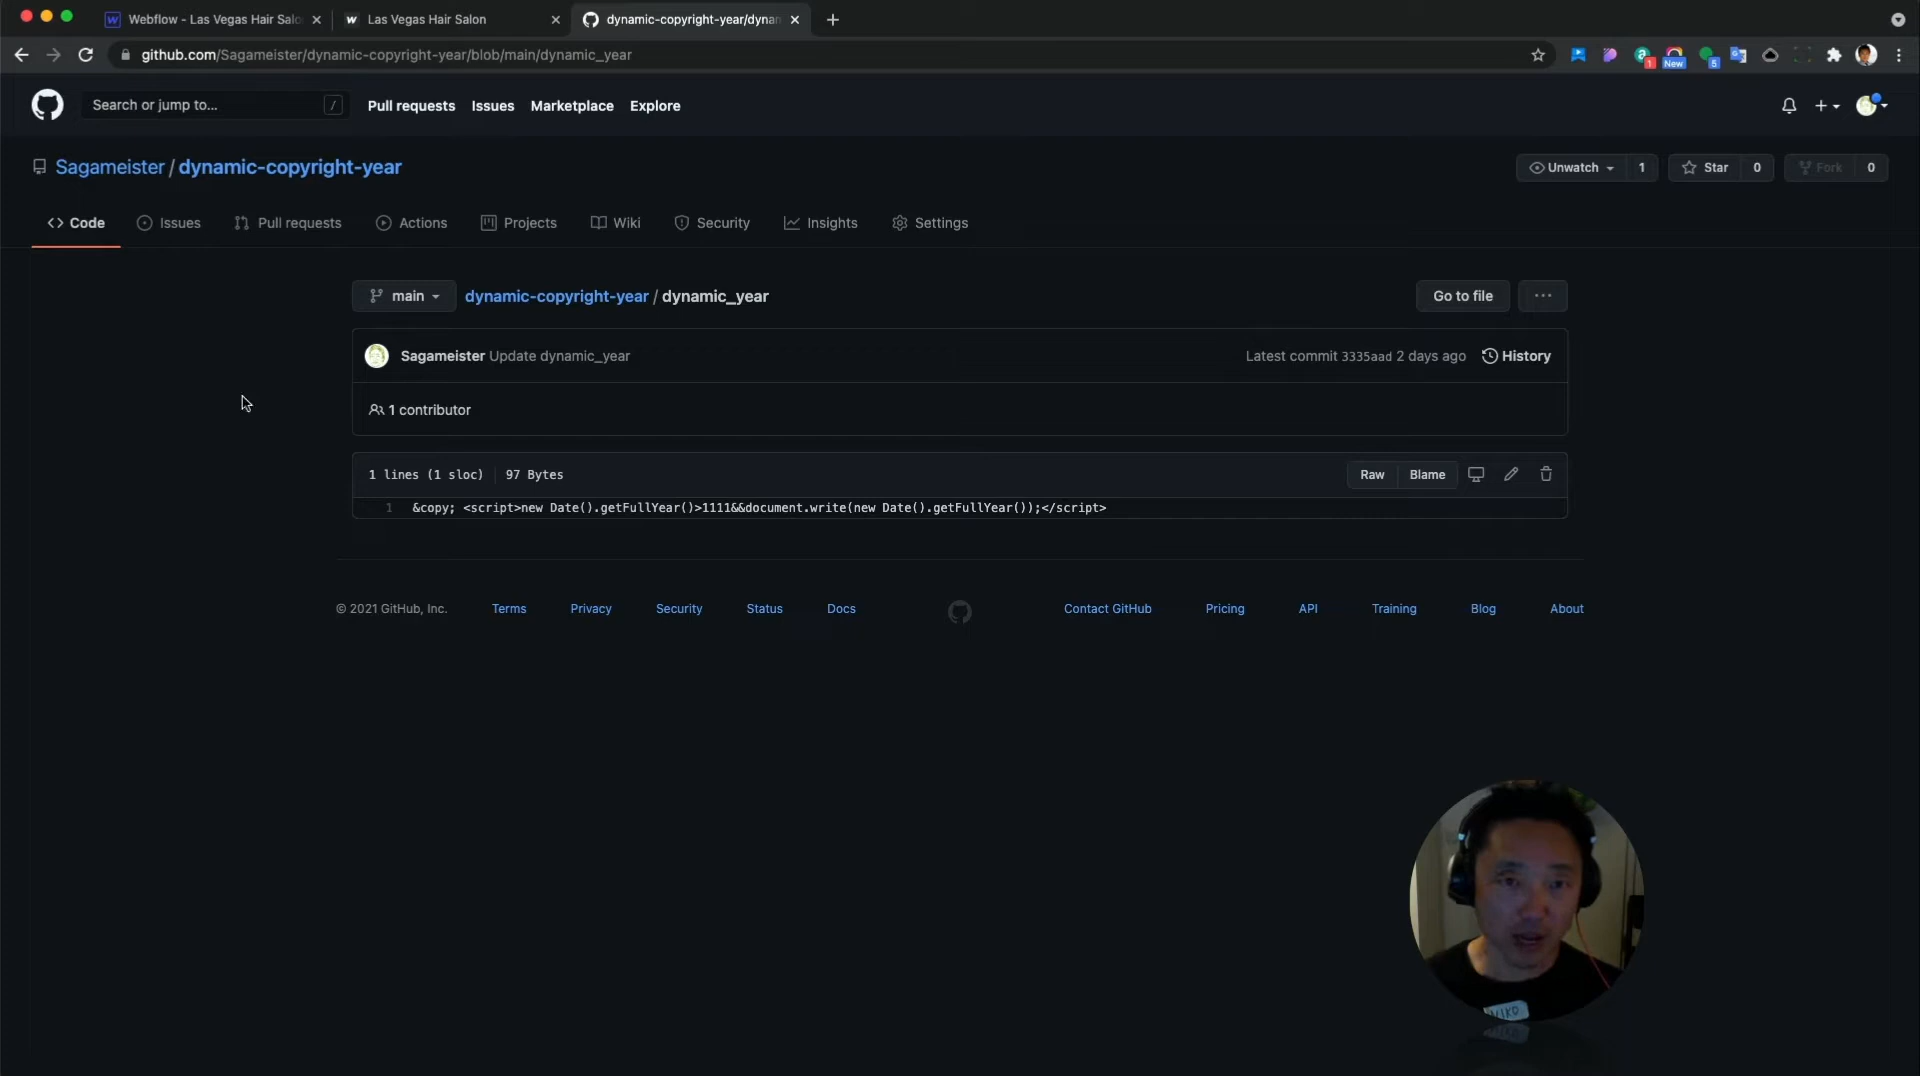 Webflow - Las Vegas Hair Salo
Las Vegas Hair Salon
dynamic-copyright-year/dynan
github.com/Sagameister/dynamic-copyright-year/blob/main/dynamic_year
1
New
5
Search or jump to...
/
Pull requests
Issues
Marketplace
Explore
Sagameister / dynamic-copyright-year
Unwatch
1
Star
0
Fork
0
Code
Issues
Pull requests
Actions
Projects
Wiki
Security
Insights
Settings
main
dynamic-copyright-year / dynamic_year
Go to file
Sagameister Update dynamic_year
Latest commit 3335aad 2 days ago
History
1 contributor
1 lines (1 sloc)
97 Bytes
Raw
Blame
1
&copy; <script>new Date().getFullYear()>1111&&document.write(new Date().getFullYear());</script>
© 2021 GitHub, Inc.
Terms
Privacy
Security
Status
Docs
Contact GitHub
Pricing
API
Training
Blog
About